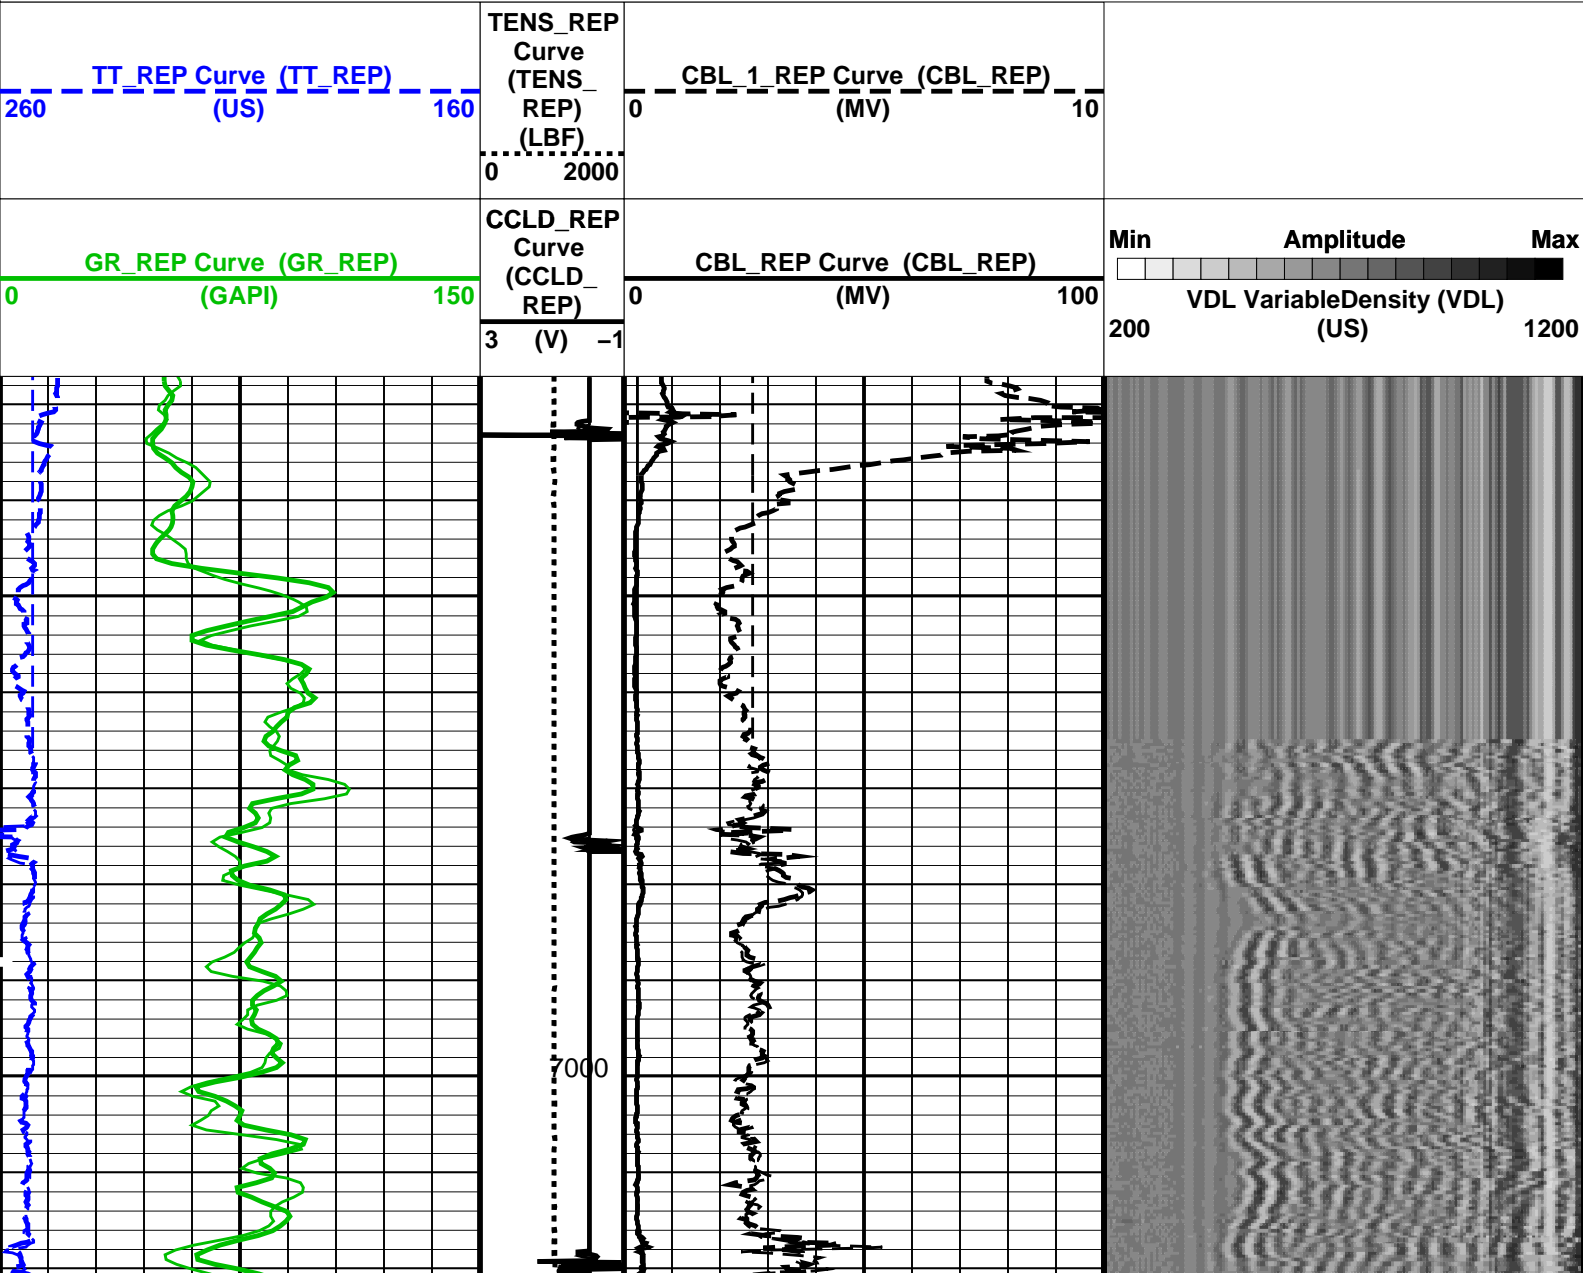 TENS_REP
Curve
(TENS_
REP)
(LBF)
0 2000
TT_REP Curve (TT_REP)
260 (US) 160
CBL_1_REP Curve (CBL_REP)
0 (MV) 10
CCLD_REP
Curve
(CCLD_
REP)
3 (V) –1
GR_REP Curve (GR_REP)
0 (GAPI) 150
CBL_REP Curve (CBL_REP)
0 (MV) 100
Min Amplitude Max
VDL VariableDensity (VDL)
200 (US) 1200
7000